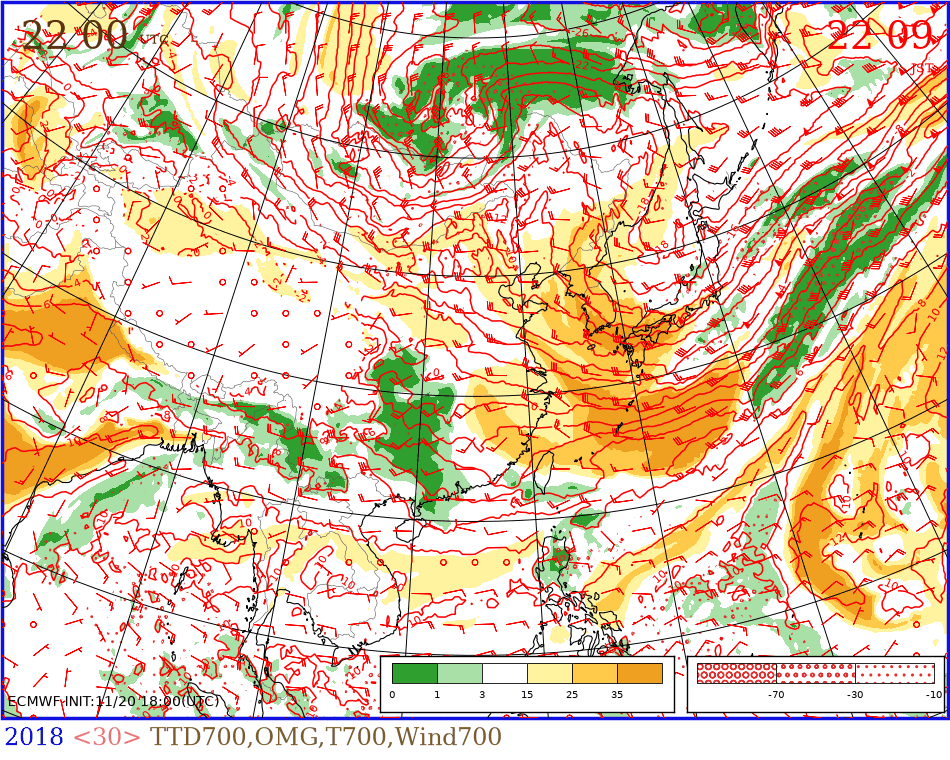 22 00 UTC
22 09 JST
0 1 3 15 25 35
-70 -30 -10
ECMWF INIT:11/20 18:00(UTC)
2018 <30> TTD700,OMG,T700,Wind700